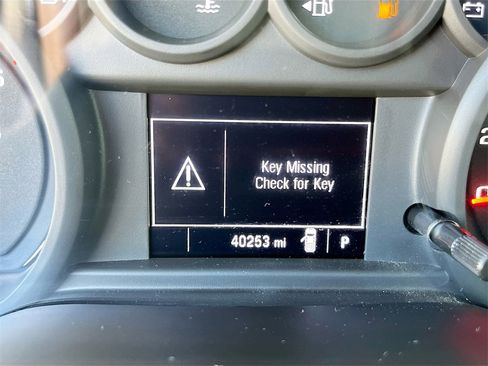 Key Missing
Check for Key
40253 mi P